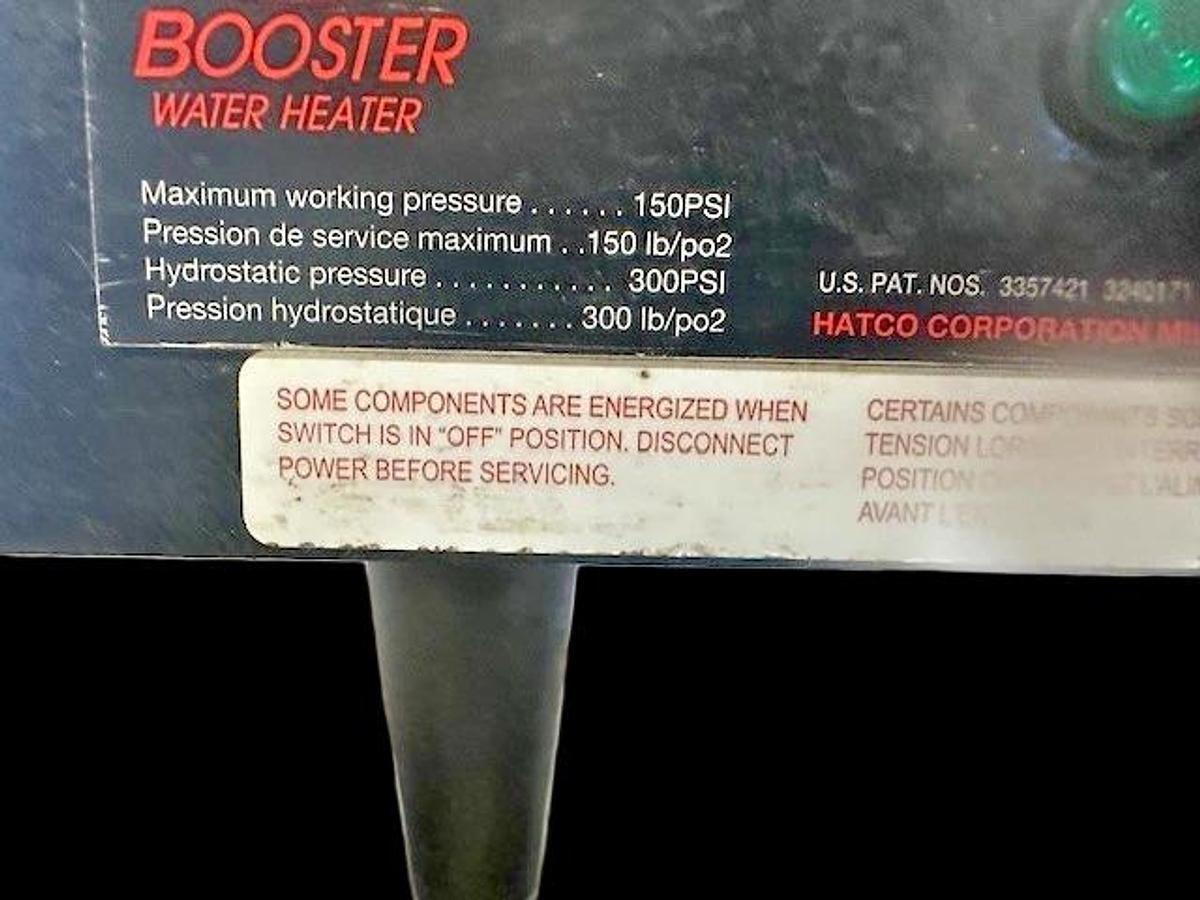 BOOSTER
WATER HEATER
Maximum working pressure . . . . . . 150PSI
Pression de service maximum . . 150 lb/po2
Hydrostatic pressure . . . . . . . . . . . 300PSI
Pression hydrostatique . . . . . . . 300 lb/po2
U.S. PAT. NOS. 3357421 3240171
HATCO CORPORATION
SOME COMPONENTS ARE ENERGIZED WHEN
SWITCH IS IN “OFF” POSITION. DISCONNECT
POWER BEFORE SERVICING.
CERTAINS
TENSION
POSITION
AVANT